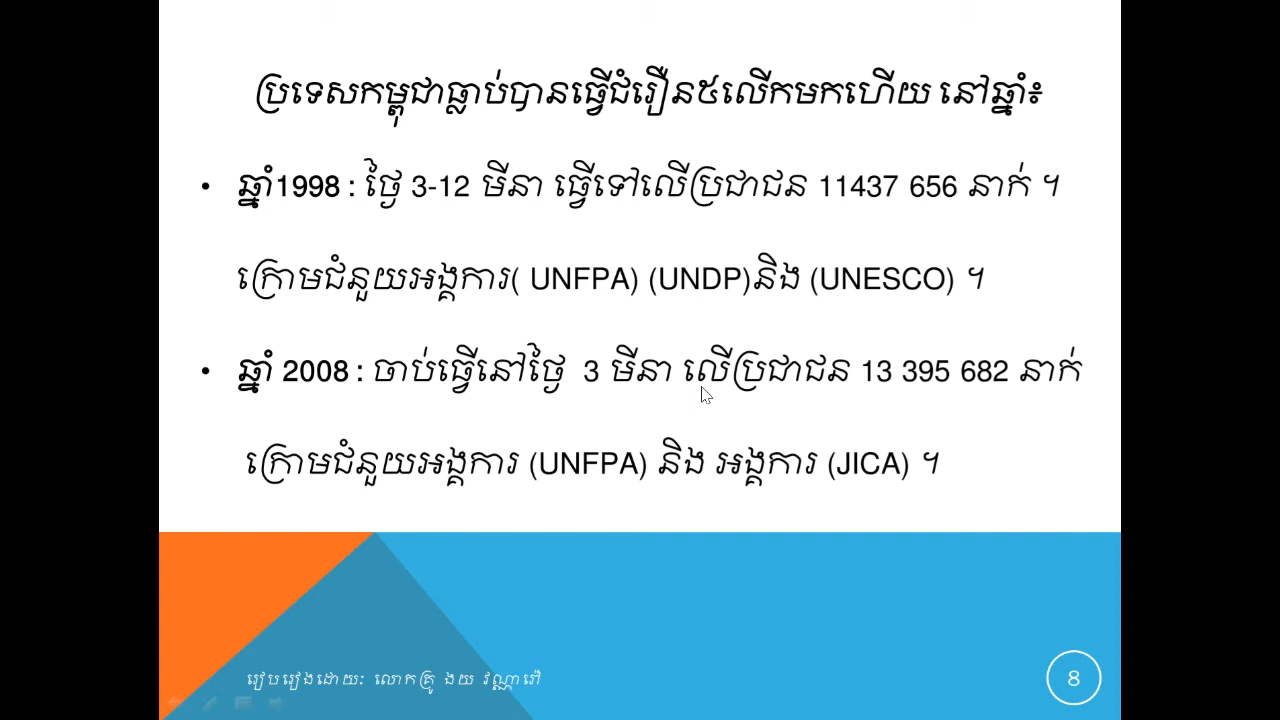 ប្រទេសកម្ពុជាធ្លាប់បានធ្វើជំរឿន៥លើកមកហើយ នៅឆ្នាំ៖
• ឆ្នាំ1998 : ថ្ងៃ 3-12 មីនា ធ្វើទៅលើប្រជាជន 11437 656 នាក់ ។
ក្រោមជំនួយអង្គការ( UNFPA) (UNDP)និង (UNESCO) ។
• ឆ្នាំ 2008 : ចាប់ធ្វើនៅថ្ងៃ 3 មីនា លើប្រជាជន 13 395 682 នាក់
ក្រោមជំនួយអង្គការ (UNFPA) និង អង្គការ (JICA) ។
រៀបរៀងដោយ: លោកគ្រូ ងយ វណ្ណារ៉ៅ
8